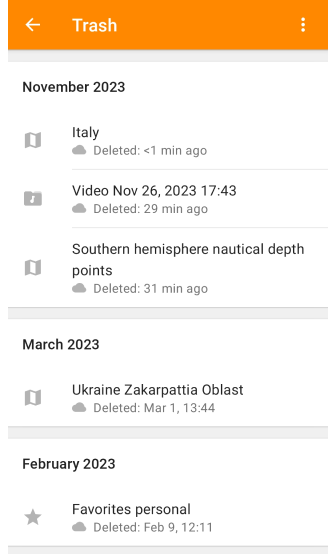 Trash
November 2023
Italy
Deleted: <1 min ago
Video Nov 26, 2023 17:43
Deleted: 29 min ago
Southern hemisphere nautical depth
points
Deleted: 31 min ago
March 2023
Ukraine Zakarpattia Oblast
Deleted: Mar 1, 13:44
February 2023
Favorites personal
Deleted: Feb 9, 12:11